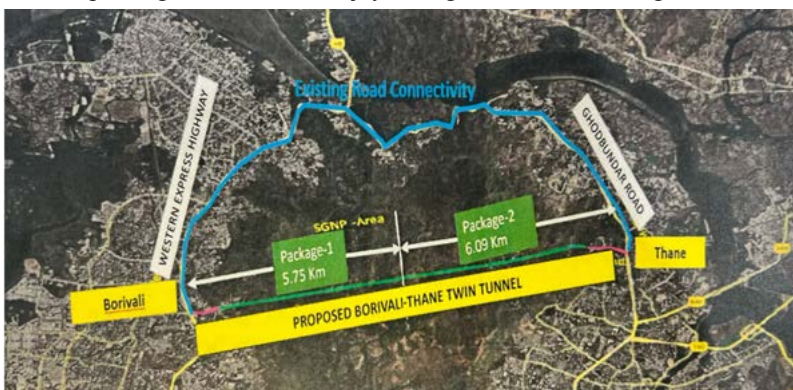 Existing Road Connectivity
WESTERN EXPRESS HIGHWAY
GHODBUNDAR ROAD
SGNP -Area
Package-1
5.75 Km
Package-2
6.09 Km
Borivali
Thane
PROPOSED BORIVALI-THANE TWIN TUNNEL